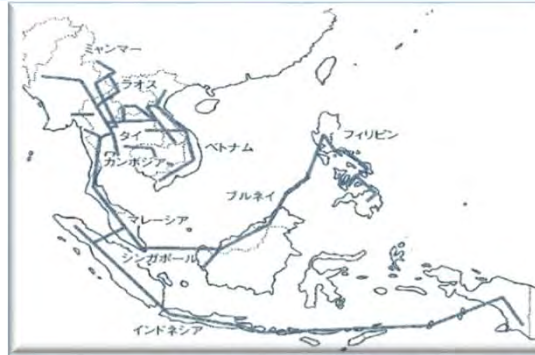 ミャンマー
ラオス
タイ
カンボジア
ベトナム
フィリピン
ブルネイ
マレーシア
シンガポール
インドネシア